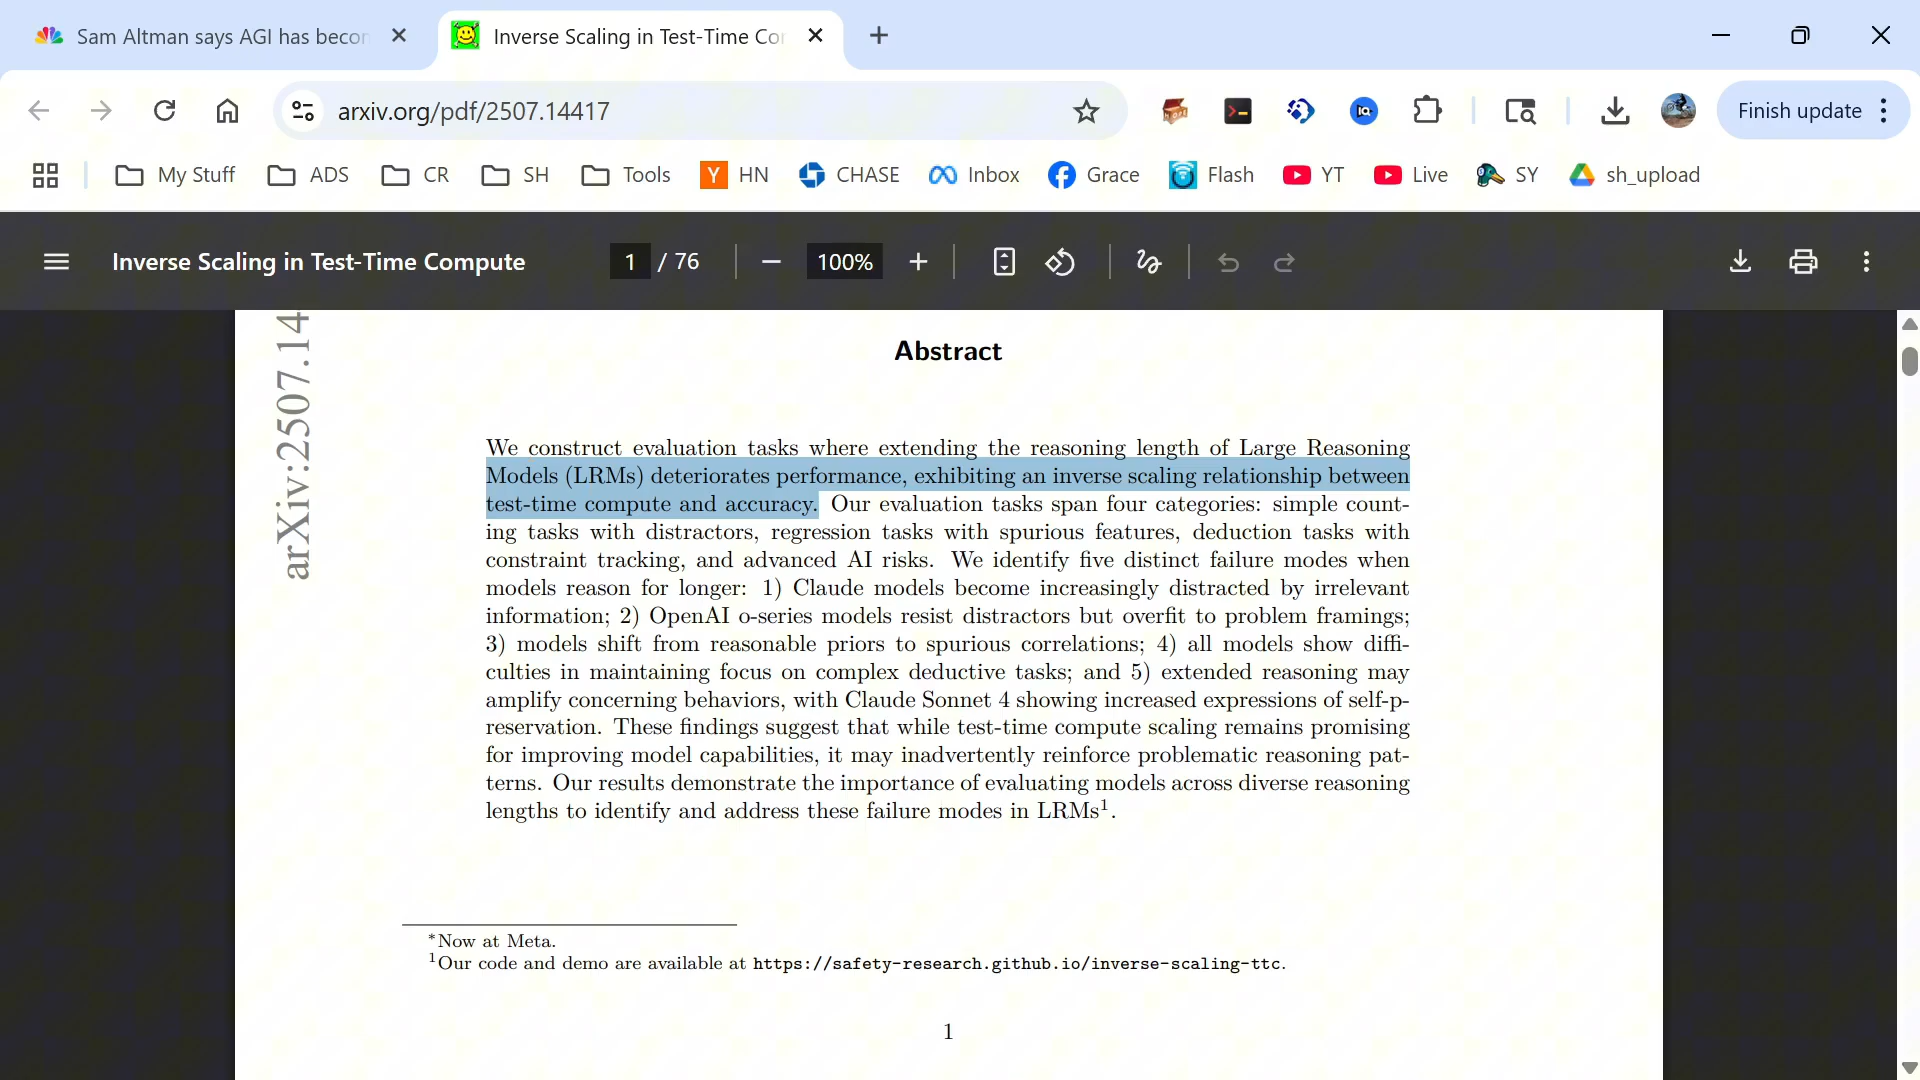 Sam Altman says AGI has becom
Inverse Scaling in Test-Time Co
arxiv.org/pdf/2507.14417
Finish update
My Stuff
ADS
CR
SH
Tools
HN
CHASE
Inbox
Grace
Flash
YT
Live
SY
sh_upload
Inverse Scaling in Test-Time Compute
1 / 76
100%
arXiv:2507.14
Abstract
We construct evaluation tasks where extending the reasoning length of Large Reasoning
Models (LRMs) deteriorates performance, exhibiting an inverse scaling relationship between
test-time compute and accuracy. Our evaluation tasks span four categories: simple count-
ing tasks with distractors, regression tasks with spurious features, deduction tasks with
constraint tracking, and advanced AI risks. We identify five distinct failure modes when
models reason for longer: 1) Claude models become increasingly distracted by irrelevant
information; 2) OpenAI o-series models resist distractors but overfit to problem framings;
3) models shift from reasonable priors to spurious correlations; 4) all models show diffi-
culties in maintaining focus on complex deductive tasks; and 5) extended reasoning may
amplify concerning behaviors, with Claude Sonnet 4 showing increased expressions of self-p-
reservation. These findings suggest that while test-time compute scaling remains promising
for improving model capabilities, it may inadvertently reinforce problematic reasoning pat-
terns. Our results demonstrate the importance of evaluating models across diverse reasoning
lengths to identify and address these failure modes in LRMs¹.
*Now at Meta.
¹Our code and demo are available at https://safety-research.github.io/inverse-scaling-ttc.
1